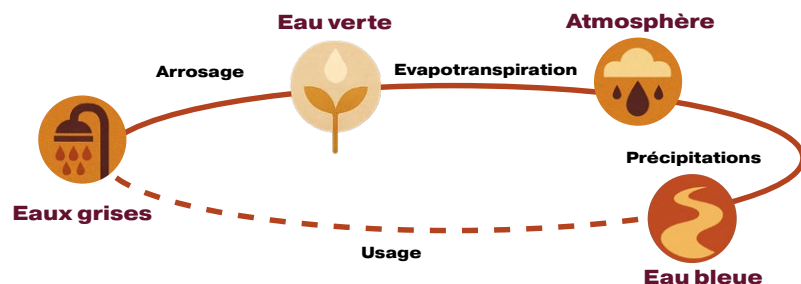 Eau verte
Atmosphère
Arrosage
Evapotranspiration
Précipitations
Eaux grises
Usage
Eau bleue